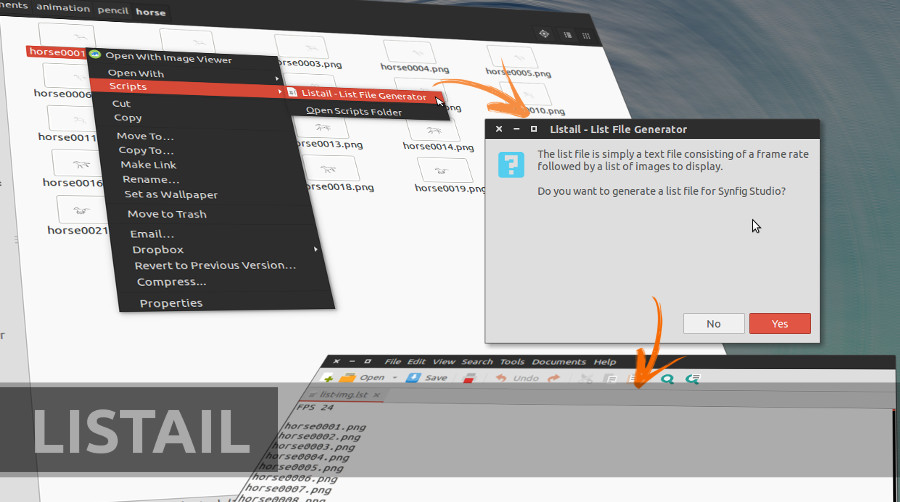 animation pencil horse
horse0001
horse0003.png
horse0004.png
horse0005.png
horse0006
horse0011
horse0013.png
horse0014.png
horse0016
horse0018.png
horse0019.png
horse0021
Open With Image Viewer
Open With
Scripts
Cut
Copy
Move To...
Copy To...
Make Link
Rename...
Set as Wallpaper
Move to Trash
Email...
Dropbox
Revert to Previous Version...
Compress...
Properties
Listail - List File Generator
Open Scripts Folder
Listail - List File Generator
The list file is simply a text file consisting of a frame rate
followed by a list of images to display.
Do you want to generate a list file for Synfig Studio?
No Yes
File Edit View Search Tools Documents Help
Open Save Undo
list-img.lst
FPS 24
horse0001.png
horse0002.png
horse0003.png
horse0004.png
horse0005.png
horse0006.png
horse0007.png
horse0008.png
LISTAIL